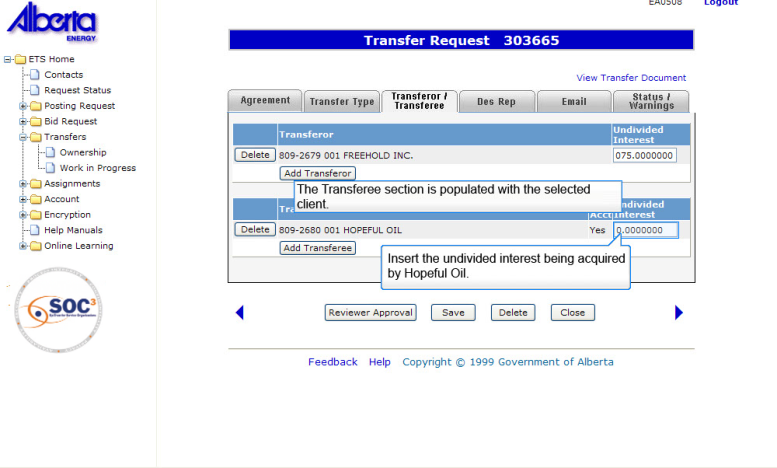 EA0508 Logout
Alberta
ENERGY
Transfer Request 303665
ETS Home
Contacts
Request Status
Posting Request
Bid Request
Transfers
Ownership
Work in Progress
Assignments
Account
Encryption
Help Manuals
Online Learning
SOC3
View Transfer Document
Agreement
Transfer Type
Transferor /
Transferee
Des Rep
Email
Status /
Warnings
Transferor
Undivided
Interest
Delete 809-2679 001 FREEHOLD INC. 075.0000000
Add Transferor
The Transferee section is populated with the selected
client.
Acct Interest
Delete 809-2680 001 HOPEFUL OIL Yes 0.0000000
Add Transferee
Insert the undivided interest being acquired
by Hopeful Oil.
Reviewer Approval Save Delete Close
Feedback Help Copyright © 1999 Government of Alberta